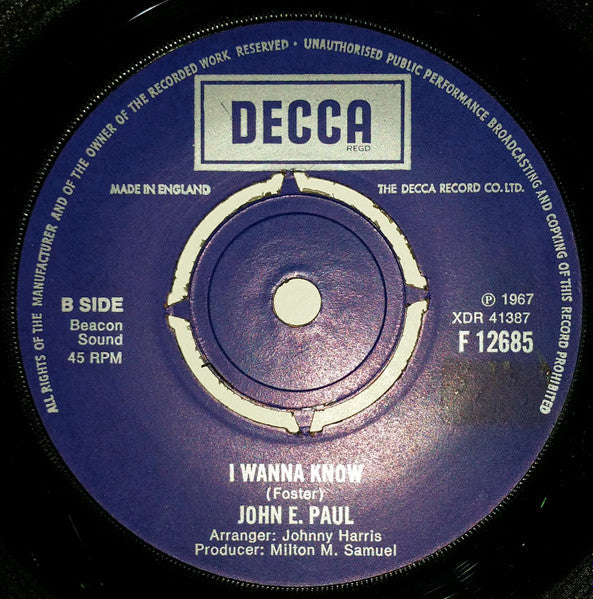 ALL RIGHTS OF THE MANUFACTURER AND OF THE OWNER OF THE RECORDED WORK RESERVED • UNAUTHORISED PUBLIC PERFORMANCE BROADCASTING AND COPYING OF THIS RECORD PROHIBITED
DECCA
REGD
MADE IN ENGLAND
THE DECCA RECORD CO. LTD.
B SIDE
Beacon
Sound
45 RPM
℗ 1967
XDR 41387
F 12685
I WANNA KNOW
(Foster)
JOHN E. PAUL
Arranger: Johnny Harris
Producer: Milton M. Samuel